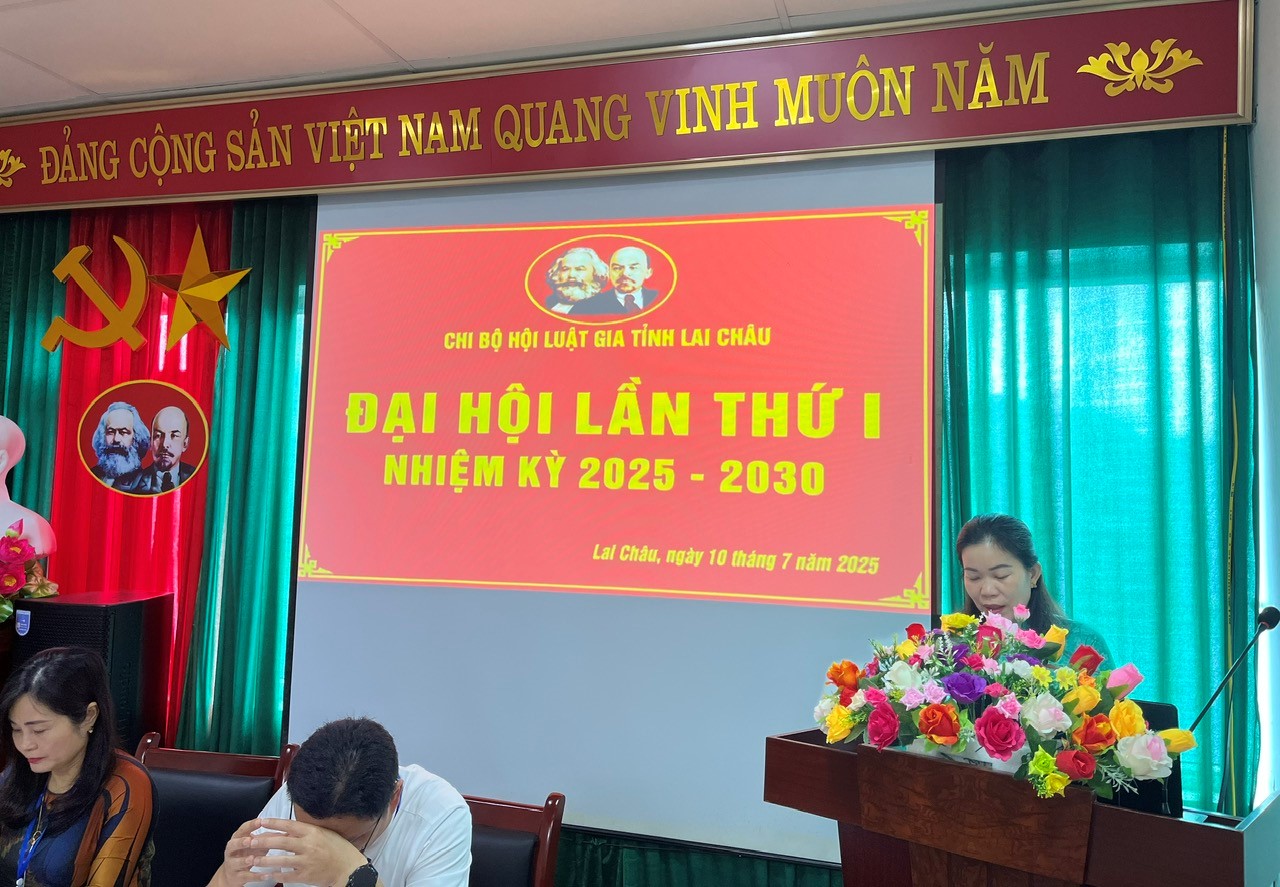 ĐẢNG CỘNG SẢN VIỆT NAM QUANG VINH MUÔN NĂM
CHI BỘ HỘI LUẬT GIA TỈNH LAI CHÂU
ĐẠI HỘI LẦN THỨ I
NHIỆM KỲ 2025 - 2030
Lai Châu, ngày 10 tháng 7 năm 2025